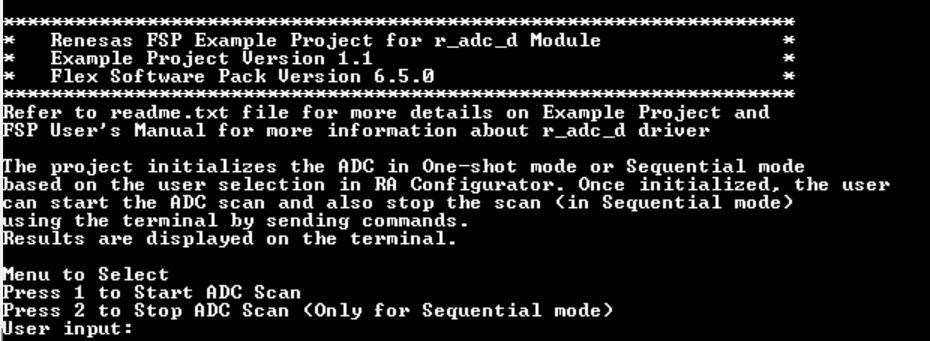 ***********************************************************************
*   Renesas FSP Example Project for r_adc_d Module                *
*   Example Project Version 1.1                                   *
*   Flex Software Pack Version 6.5.0                              *
***********************************************************************
Refer to readme.txt file for more details on Example Project and
FSP User's Manual for more information about r_adc_d driver
The project initializes the ADC in One-shot mode or Sequential mode
based on the user selection in RA Configurator. Once initialized, the user
can start the ADC scan and also stop the scan (in Sequential mode)
using the terminal by sending commands.
Results are displayed on the terminal.
Menu to Select
Press 1 to Start ADC Scan
Press 2 to Stop ADC Scan (Only for Sequential mode)
User input: